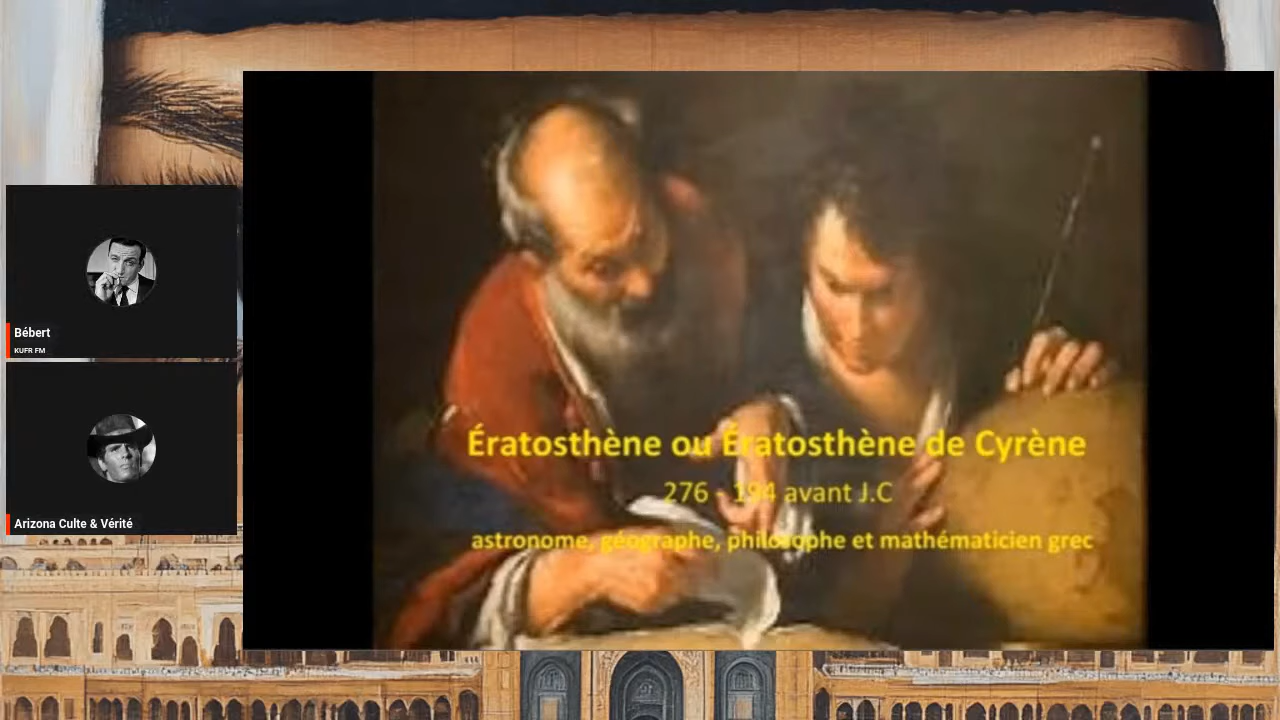 Bébert
KUFR FM
Arizona Culte & Vérité
Ératosthène ou Ératosthène de Cyrène
276 - 194 avant J.C
astronome, géographe, philosophe et mathématicien grec